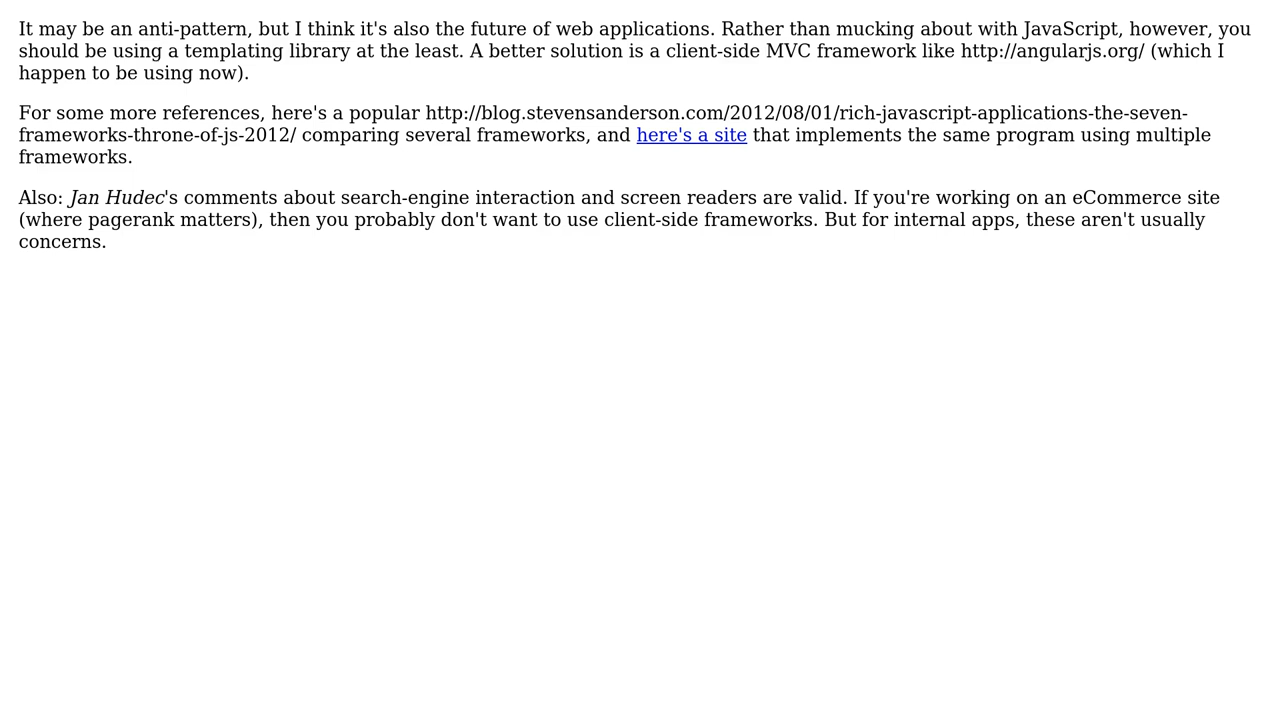 It may be an anti-pattern, but I think it's also the future of web applications. Rather than mucking about with JavaScript, however, you
should be using a templating library at the least. A better solution is a client-side MVC framework like http://angularjs.org/ (which I
happen to be using now).
For some more references, here's a popular http://blog.stevensanderson.com/2012/08/01/rich-javascript-applications-the-seven-
frameworks-throne-of-js-2012/ comparing several frameworks, and here's a site that implements the same program using multiple
frameworks.
Also: Jan Hudec's comments about search-engine interaction and screen readers are valid. If you're working on an eCommerce site
(where pagerank matters), then you probably don't want to use client-side frameworks. But for internal apps, these aren't usually
concerns.